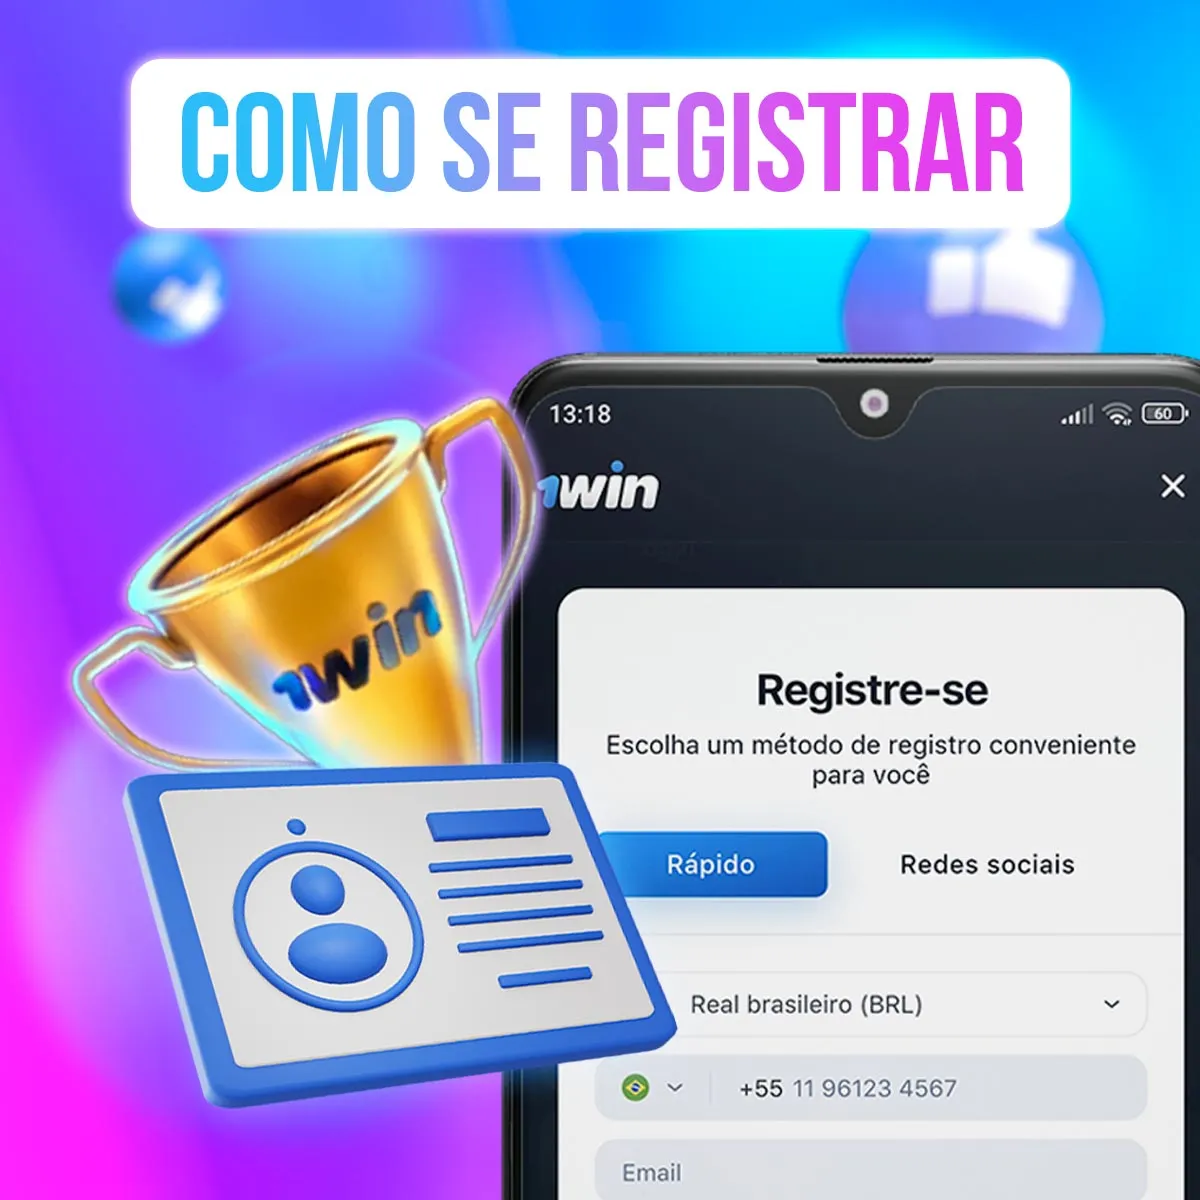 COMO SE REGISTRAR
13:18
60
1win
1win
Registre-se
Escolha um método de registro conveniente
para você
Rápido
Redes sociais
Real brasileiro (BRL)
+55 11 96123 4567
Email